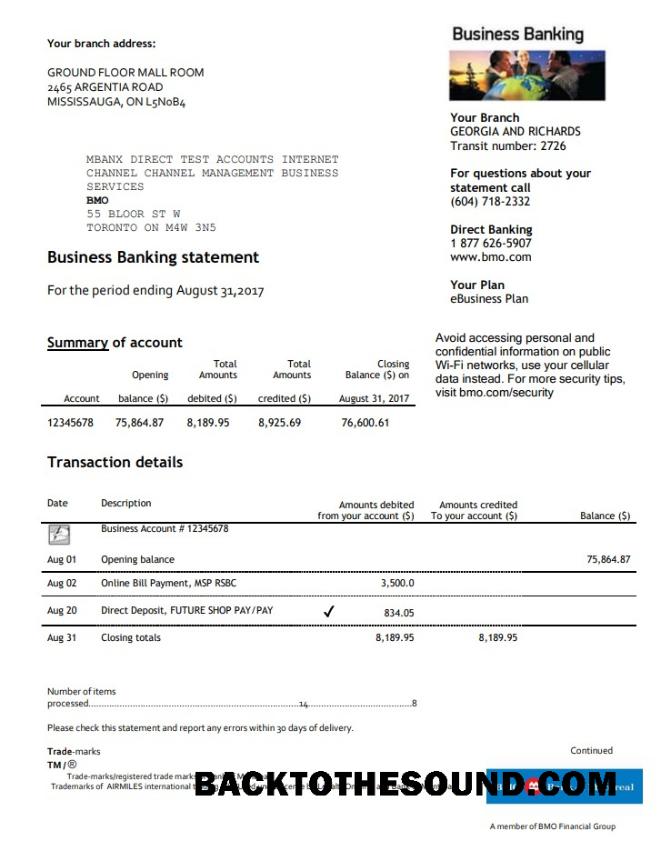 Your branch address:
GROUND FLOOR MALL ROOM
2465 ARGENTIA ROAD
MISSISSAUGA, ON L5N0B4
MBANX DIRECT TEST ACCOUNTS INTERNET
CHANNEL CHANNEL MANAGEMENT BUSINESS
SERVICES
BMO
55 BLOOR ST W
TORONTO ON M4W 3N5
Business Banking statement
For the period ending August 31,2017
Business Banking
Your Branch
GEORGIA AND RICHARDS
Transit number: 2726
For questions about your
statement call
(604) 718-2332
Direct Banking
1 877 626-5907
www.bmo.com
Your Plan
eBusiness Plan
Avoid accessing personal and
confidential information on public
Wi-Fi networks, use your cellular
data instead. For more security tips,
visit bmo.com/security
Summary of account
Total Total Closing
Opening Amounts Amounts Balance ($) on
Account balance ($) debited ($) credited ($) August 31, 2017
12345678 75,864.87 8,189.95 8,925.69 76,600.61
Transaction details
Date Description Amounts debited Amounts credited
from your account ($) To your account ($) Balance ($)
Business Account # 12345678
Aug 01 Opening balance 75,864.87
Aug 02 Online Bill Payment, MSP RSBC 3,500.0
Aug 20 Direct Deposit, FUTURE SHOP PAY/PAY ✓ 834.05
Aug 31 Closing totals 8,189.95 8,189.95
Number of items
processed....14....8
Please check this statement and report any errors within 30 days of delivery.
Trade-marks Continued
TM/®
Trade-marks/registered trade marks
Trademarks of AIRMILES international
BACKTOTHESOUND.COM
A member of BMO Financial Group